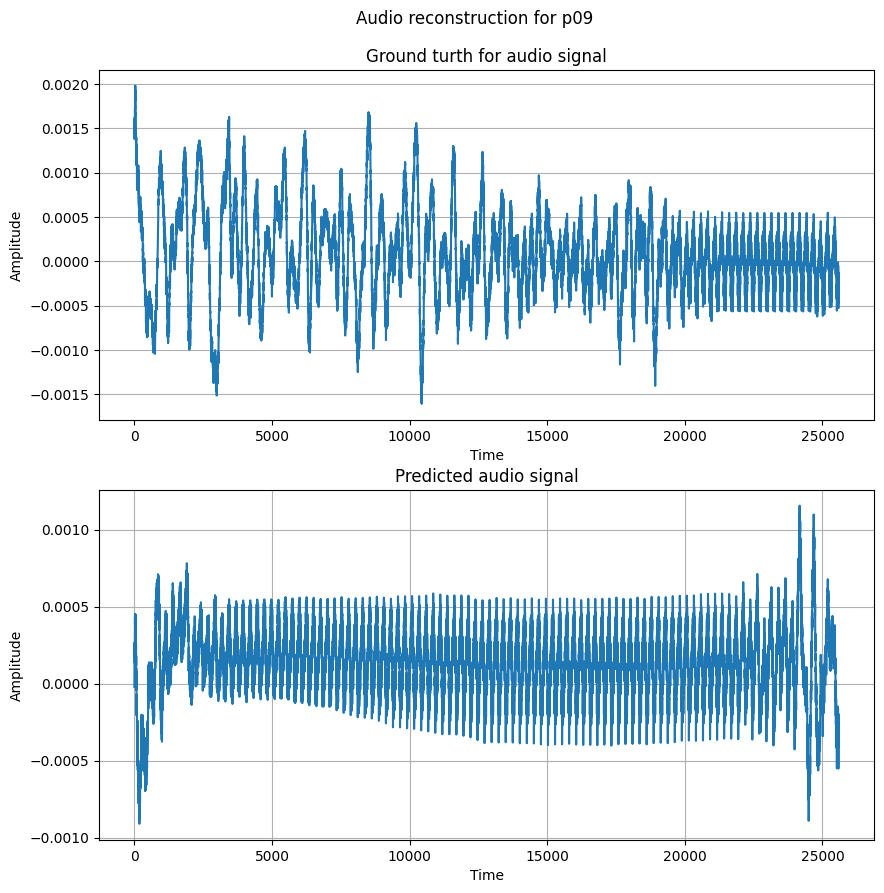 Audio reconstruction for p09
Ground turth for audio signal
0.0020
0.0015
0.0010
0.0005
0.0000
−0.0005
−0.0010
−0.0015
Amplitude
0 5000 10000 15000 20000 25000
Time
Predicted audio signal
0.0010
0.0005
0.0000
−0.0005
−0.0010
Amplitude
0 5000 10000 15000 20000 25000
Time